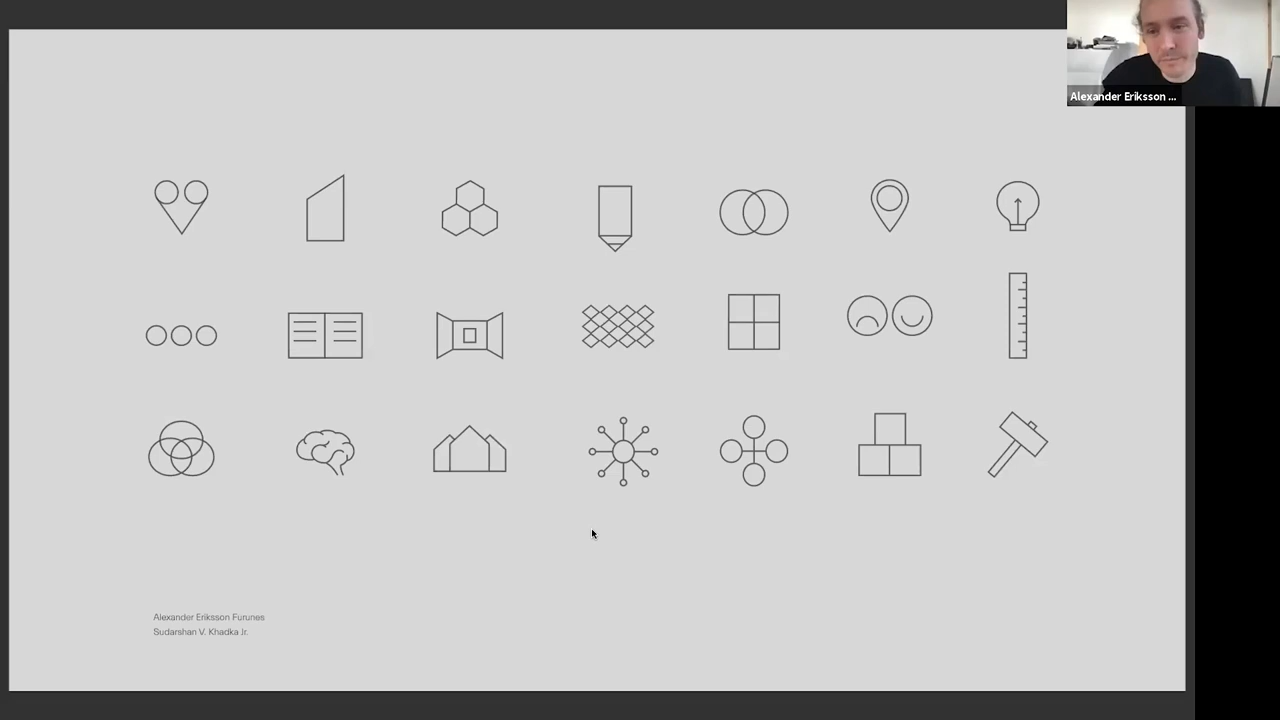 Alexander Eriksson ...
Alexander Eriksson Furunes
Sudarshan V. Khadka Jr.